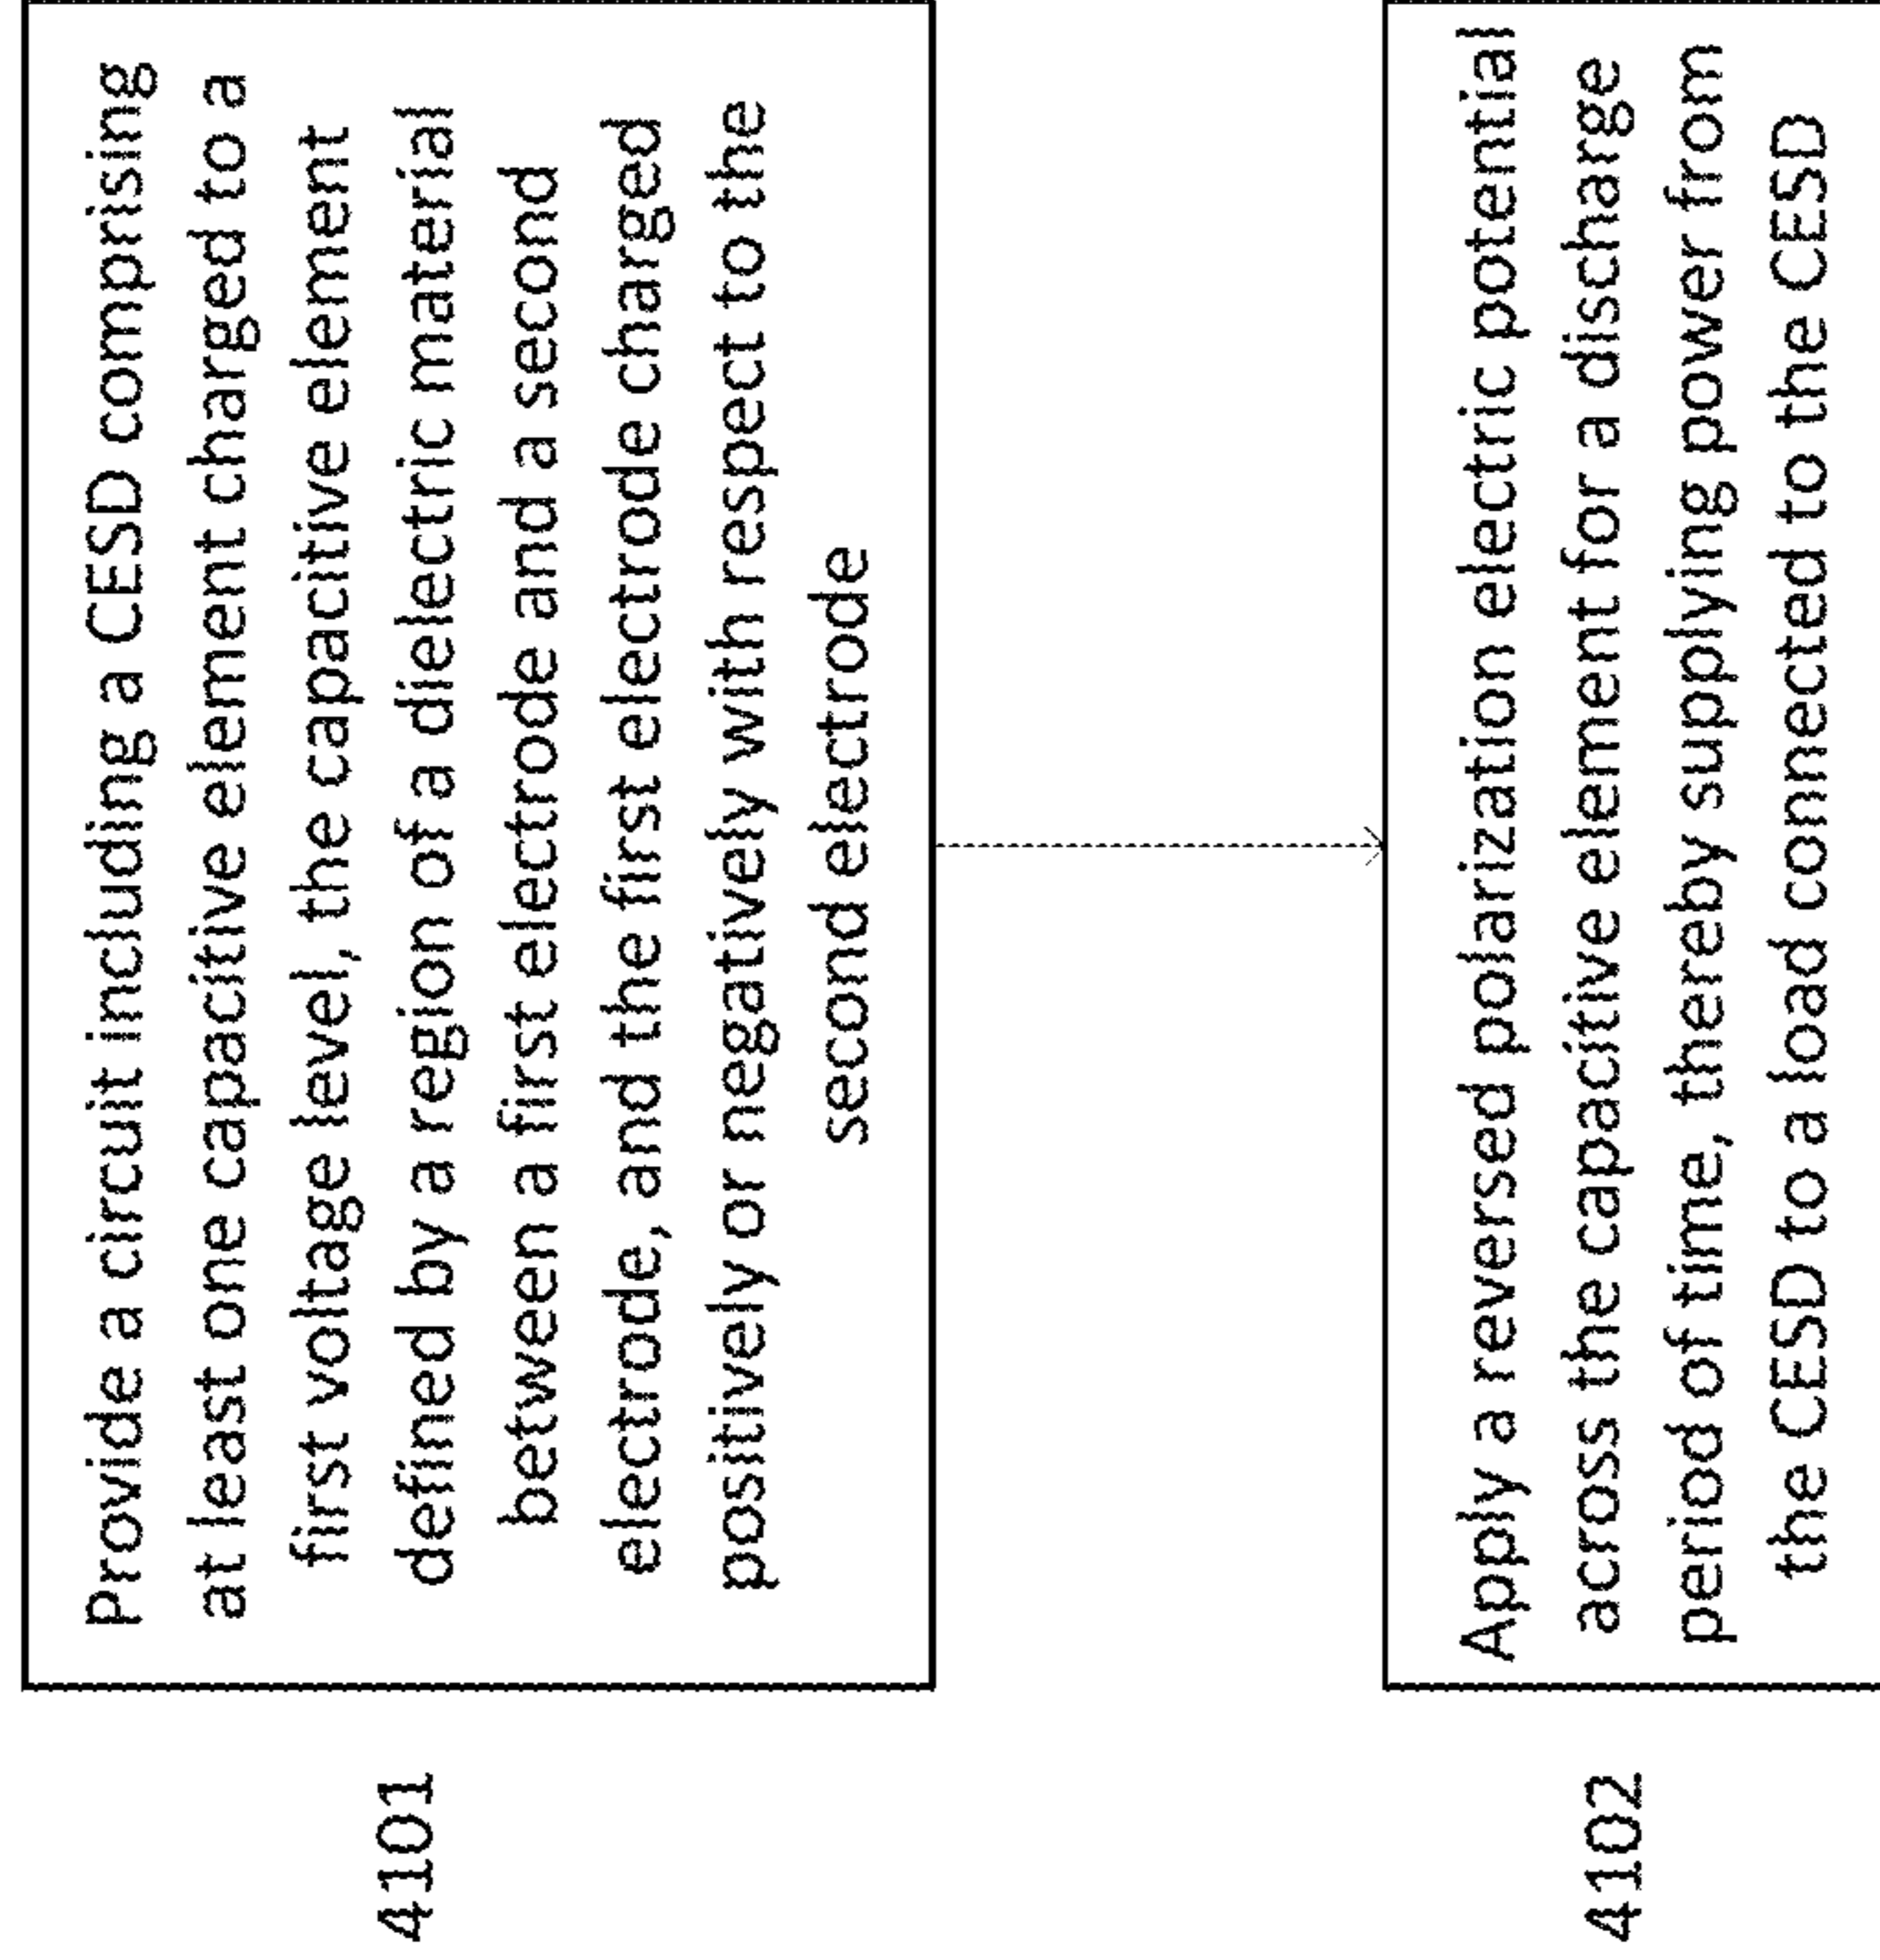 4101
Provide a circuit including a CESD comprising
at least one capacitive element charged to a
first voltage level, the capacitive element
defined by a region of a dielectric material
between a first electrode and a second
electrode, and the first electrode charged
positively or negatively with respect to the
second electrode
4102
Apply a reversed polarization electric potential
across the capacitive element for a discharge
period of time, thereby supplying power from
the CESD to a load connected to the CESD